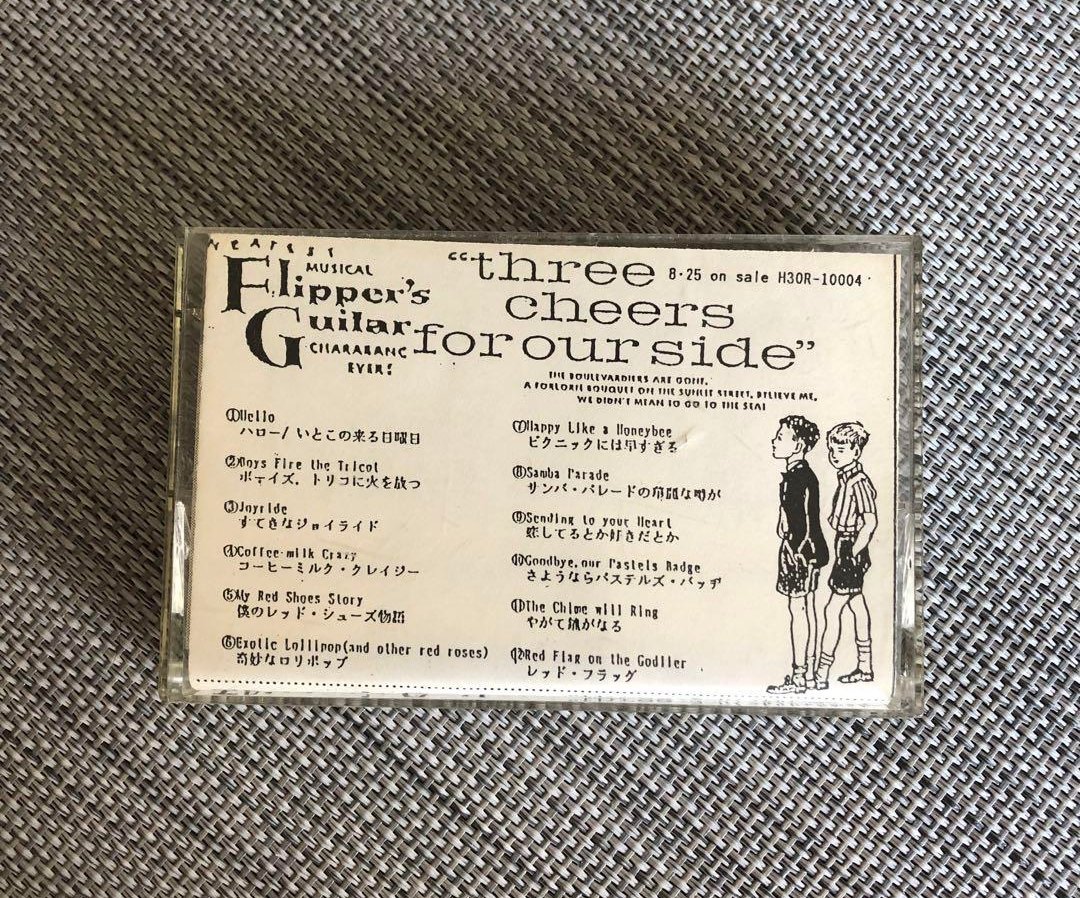 NEATEST
MUSICAL
Flipper's
Guitar
CHARABANC
EVER!
“three
cheers
for our side”
8·25 on sale H30R-10004·
THE BOULEVARDIERS ARE GONE.
A FORLORN BOUQUET ON THE SUNLIT STREET, BELIEVE ME,
WE DIDN'T MEAN TO GO TO THE SEA!
①Hello
ハロー/いとこの来る日曜日
②Boys Fire the Tricot
ボーイズ,トリコに火を放つ
③Joyride
すてきなジョイライド
④Coffee-milk Crazy
コーヒーミルク・クレイジー
⑤My Red Shoes Story
僕のレッド・シューズ物語
⑥Exotic Lollipop(and other red roses)
奇妙なロリポップ
⑦Happy Like a Honeybee
ピクニックには早すぎる
⑧Samba Parade
サンバ・パレードの華麗な噂が
⑨Sending to your Heart
恋してるとか好きだとか
⑩Goodbye,our Pastels Badge
さようならパステルズ・バッヂ
⑪The Chime will Ring
やがて鐘がなる
⑫Red Flag on the Gondler
レッド・フラッグ